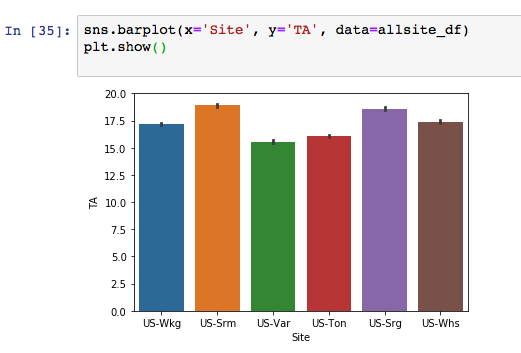 In [35]: sns.barplot(x='Site', y='TA', data=allsite_df)
plt.show()
20.0
17.5
15.0
12.5
10.0
7.5
5.0
2.5
0.0
TA
US-Wkg US-Srm US-Var US-Ton US-Srg US-Whs
Site